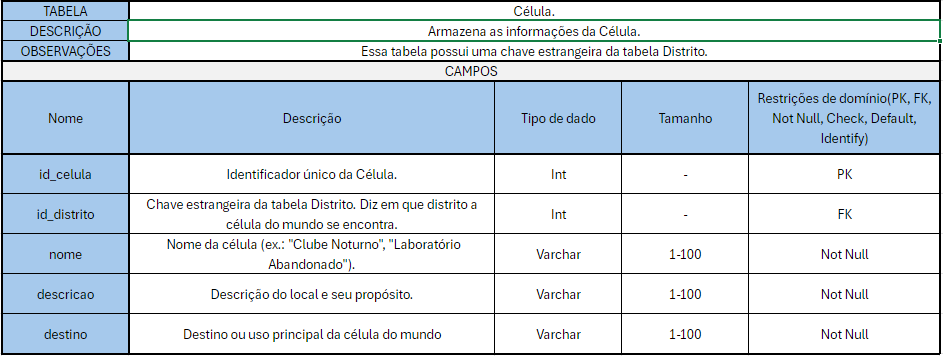 TABELA Célula.
DESCRIÇÃO Armazena as informações da Célula.
OBSERVAÇÕES Essa tabela possui uma chave estrangeira da tabela Distrito.
CAMPOS
Nome Descrição Tipo de dado Tamanho Restrições de domínio(PK, FK,
Not Null, Check, Default,
Identify)
id_celula Identificador único da Célula. Int - PK
id_distrito Chave estrangeira da tabela Distrito. Diz em que distrito a
célula do mundo se encontra. Int - FK
nome Nome da célula (ex.: "Clube Noturno", "Laboratório
Abandonado"). Varchar 1-100 Not Null
descricao Descrição do local e seu propósito. Varchar 1-100 Not Null
destino Destino ou uso principal da célula do mundo Varchar 1-100 Not Null